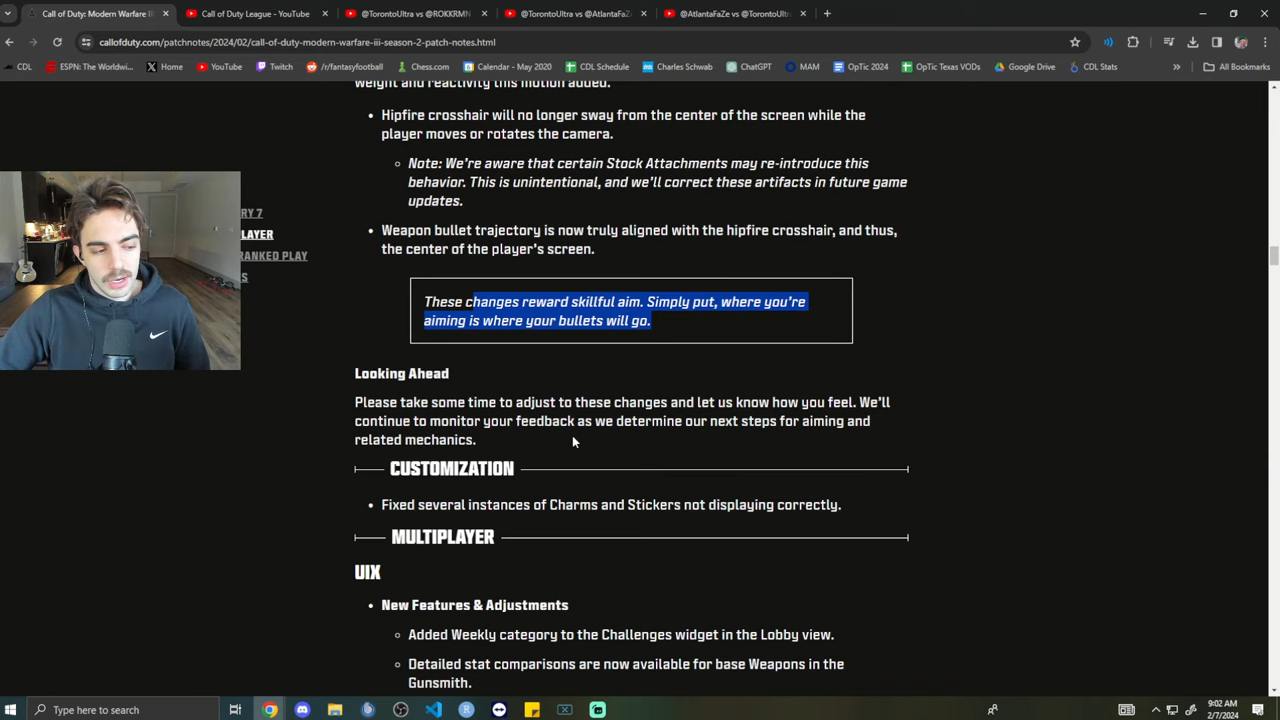 Call of Duty: Modern Warfare II
Call of Duty League - YouTube
@TorontoUltra vs @ROKKRMN
@TorontoUltra vs @AtlantaFaZe
@AtlantaFaZe vs @TorontoUltra
callofduty.com/patchnotes/2024/02/call-of-duty-modern-warfare-iii-season-2-patch-notes.html
CDL
ESPN: The Worldwi...
Home
YouTube
Twitch
/r/fantasyfootball
Chess.com
Calendar - May 2020
CDL Schedule
Charles Schwab
ChatGPT
MAM
OpTic 2024
OpTic Texas VODs
Google Drive
CDL Stats
»
All Bookmarks
weight and reactivity this motion added.
• Hipfire crosshair will no longer sway from the center of the screen while the
player moves or rotates the camera.
Note: We're aware that certain Stock Attachments may re-introduce this
behavior. This is unintentional, and we'll correct these artifacts in future game
updates.
• Weapon bullet trajectory is now truly aligned with the hipfire crosshair, and thus,
the center of the player's screen.
These changes reward skillful aim. Simply put, where you're
aiming is where your bullets will go.
RY 7
LAYER
RANKED PLAY
S
Looking Ahead
Please take some time to adjust to these changes and let us know how you feel. We'll
continue to monitor your feedback as we determine our next steps for aiming and
related mechanics.
CUSTOMIZATION
• Fixed several instances of Charms and Stickers not displaying correctly.
MULTIPLAYER
UIX
• New Features & Adjustments
Added Weekly category to the Challenges widget in the Lobby view.
Detailed stat comparisons are now available for base Weapons in the
Gunsmith.
Type here to search
9:02 AM
2/7/2024